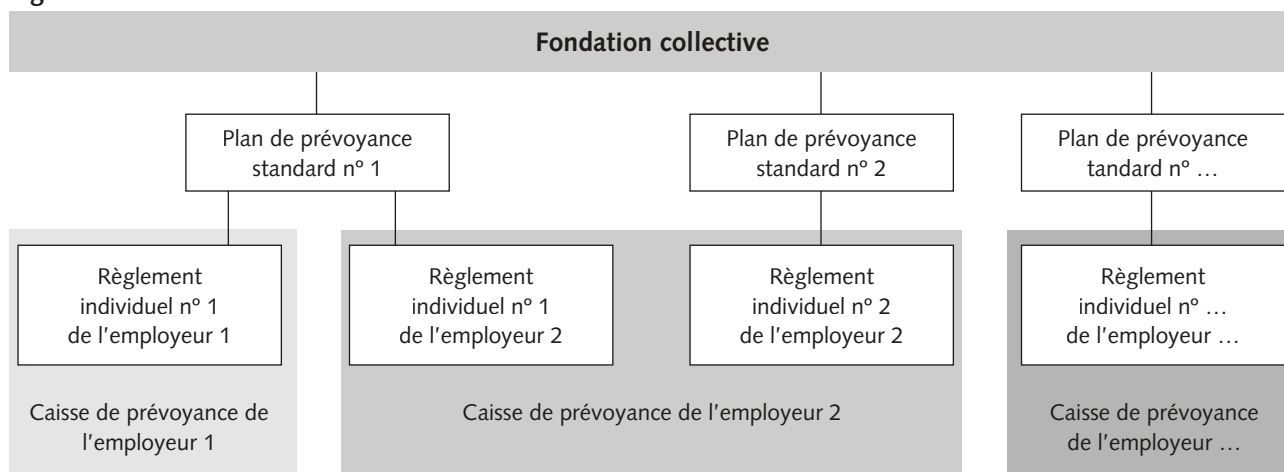 Fondation collective
Plan de prévoyance
standard nº 1
Plan de prévoyance
standard nº 2
Plan de prévoyance
tandard nº …
Règlement
individuel nº 1
de l'employeur 1
Règlement
individuel nº 1
de l'employeur 2
Règlement
individuel nº 2
de l'employeur 2
Règlement
individuel nº …
de l'employeur …
Caisse de prévoyance de
l'employeur 1
Caisse de prévoyance de l'employeur 2
Caisse de prévoyance
de l'employeur …